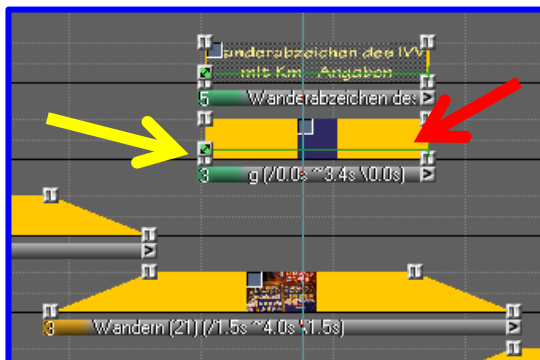 Wanderabzeichen des IVV
mit Km - Angaben
5 Wanderabzeichen des >
3 g (/0.0s ~3.4s \0.0s) >
>
3 Wandern (21) (/1.5s ~4.0s \1.5s) >